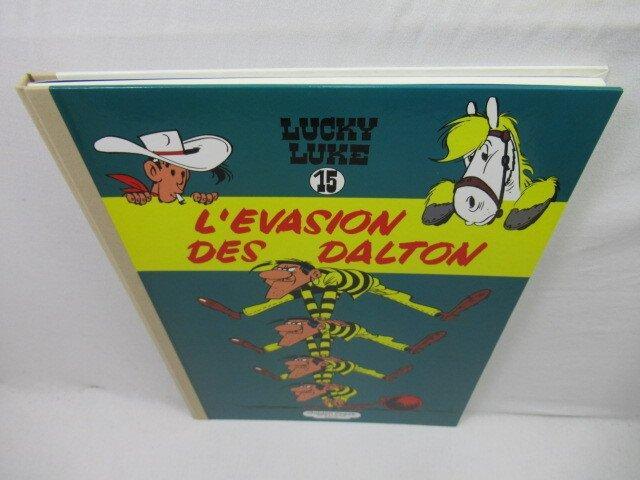 LUCKY
LUKE
15
L'EVASION
DES DALTON